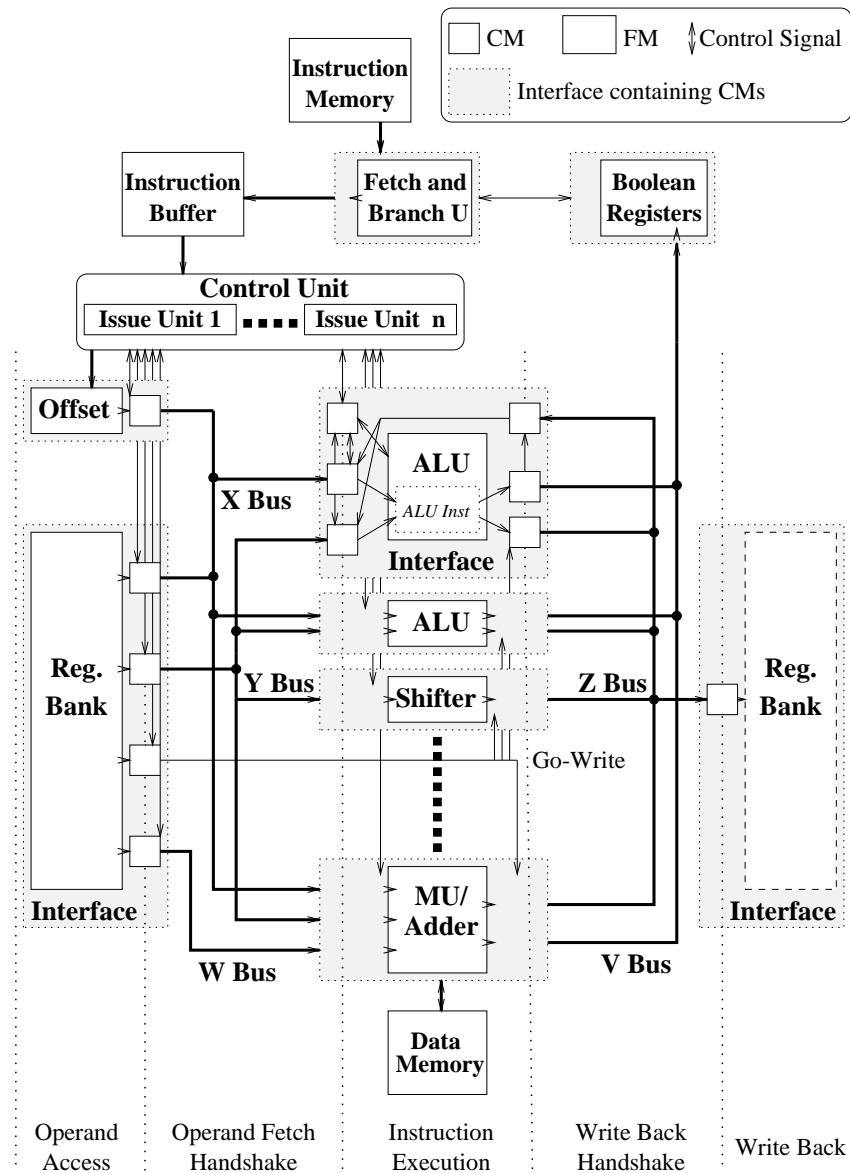 CM
FM
Control Signal
Interface containing CMs
Instruction
Memory
Instruction
Buffer
Fetch and
Branch U
Boolean
Registers
Control Unit
Issue Unit 1
Issue Unit n
Offset
X Bus
ALU
ALU Inst
Interface
ALU
Reg.
Bank
Y Bus
Shifter
Z Bus
Reg.
Bank
Go-Write
Interface
MU/
Adder
Interface
W Bus
V Bus
Data
Memory
Operand
Access
Operand Fetch
Handshake
Instruction
Execution
Write Back
Handshake
Write Back